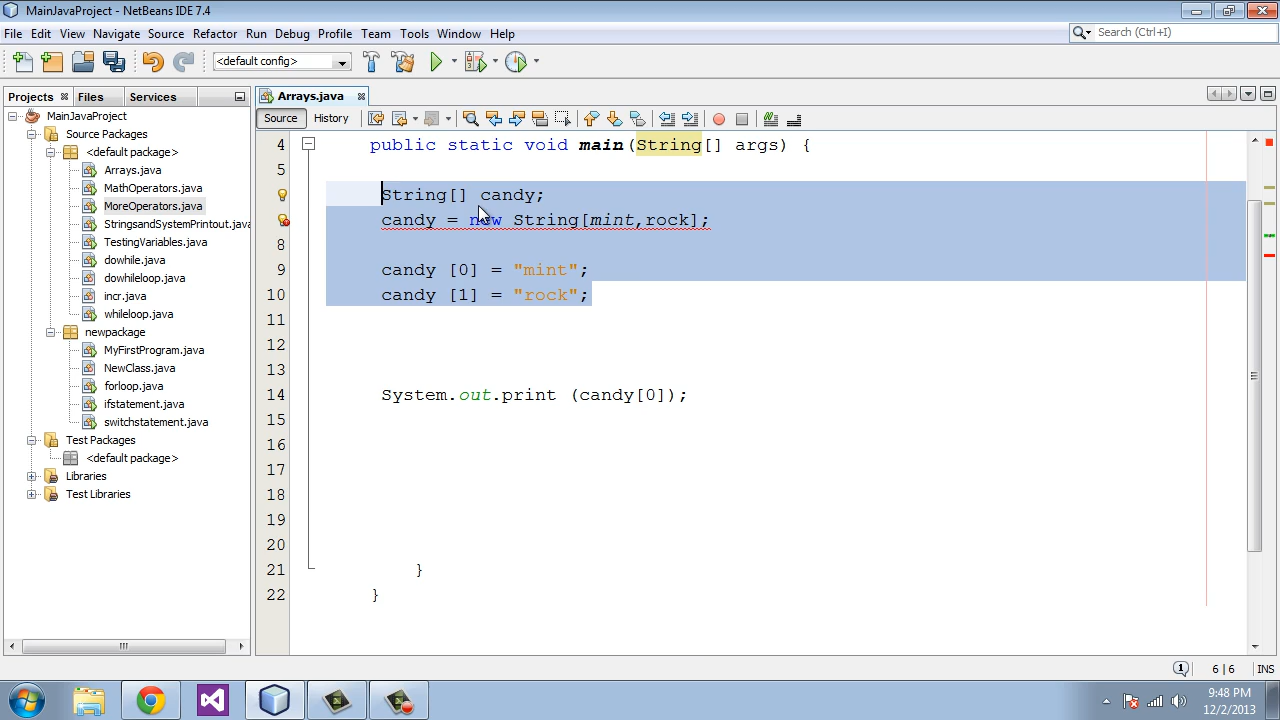 MainJavaProject - NetBeans IDE 7.4
File Edit View Navigate Source Refactor Run Debug Profile Team Tools Window Help
Search (Ctrl+I)
<default config>
Projects Files Services
MainJavaProject
Source Packages
<default package>
Arrays.java
MathOperators.java
MoreOperators.java
StringsandSystemPrintout.java
TestingVariables.java
dowhile.java
dowhileloop.java
incr.java
whileloop.java
newpackage
MyFirstProgram.java
NewClass.java
forloop.java
ifstatement.java
switchstatement.java
Test Packages
<default package>
Libraries
Test Libraries
Arrays.java
Source History
4 public static void main (String[] args) {
5
String[] candy;
candy = new String[mint,rock];
8
9 candy [0] = "mint";
10 candy [1] = "rock";
11
12
13
14 System.out.print (candy[0]);
15
16
17
18
19
20
21 }
22 }
1 6|6 INS
9:48 PM
12/2/2013